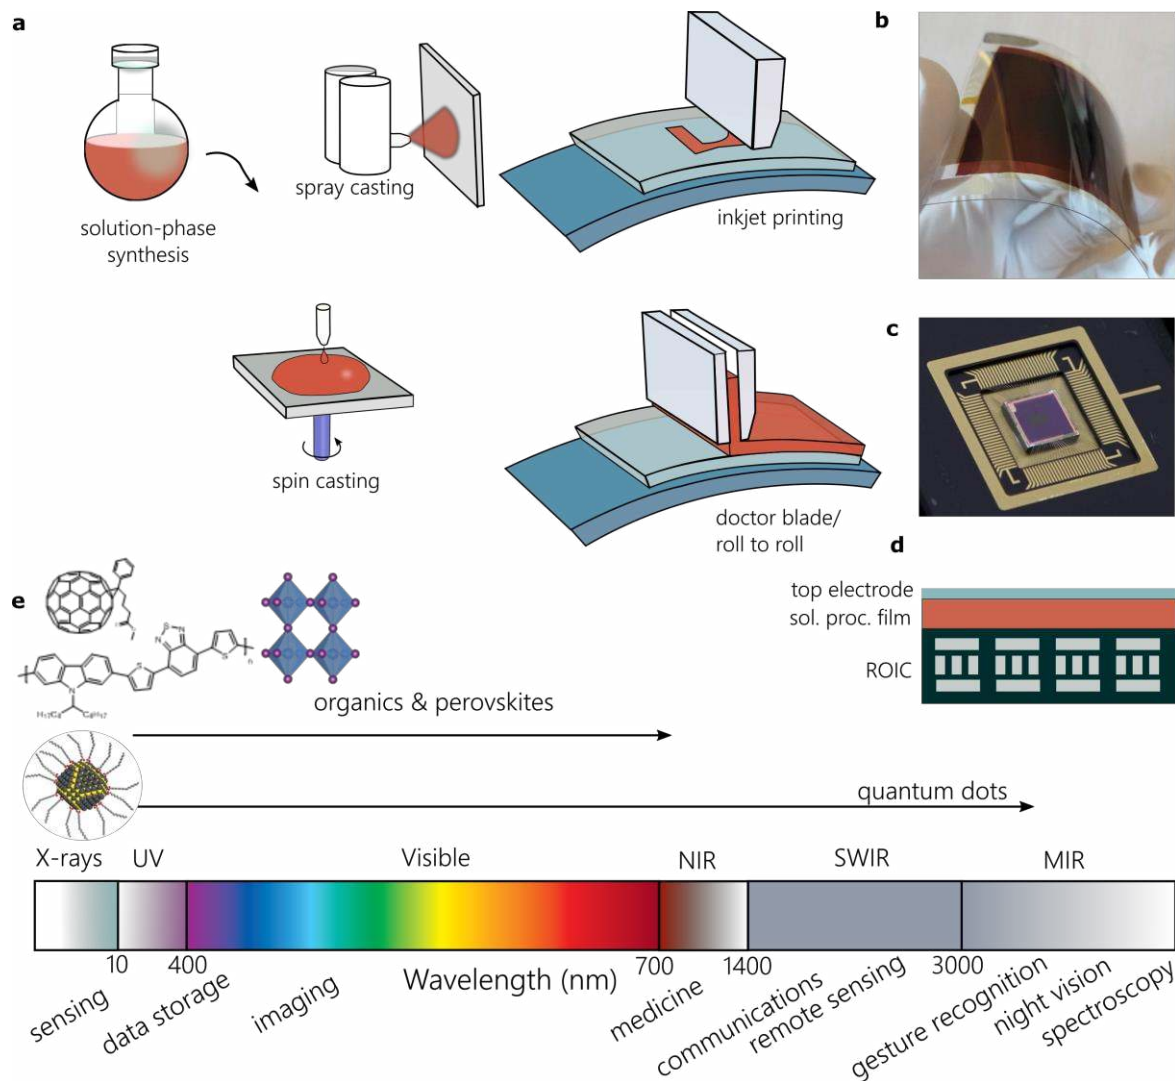 a
solution-phase
synthesis
spray casting
inkjet printing
spin casting
doctor blade/
roll to roll
b
c
d
top electrode
sol. proc. film
ROIC
e
S
N
N
S
S
N
n
H17C8
C8H17
organics & perovskites
quantum dots
X-rays UV Visible NIR SWIR MIR
10 400 700 1400 3000
Wavelength (nm)
sensing
data storage
imaging
medicine
communications
remote sensing
gesture recognition
night vision
spectroscopy